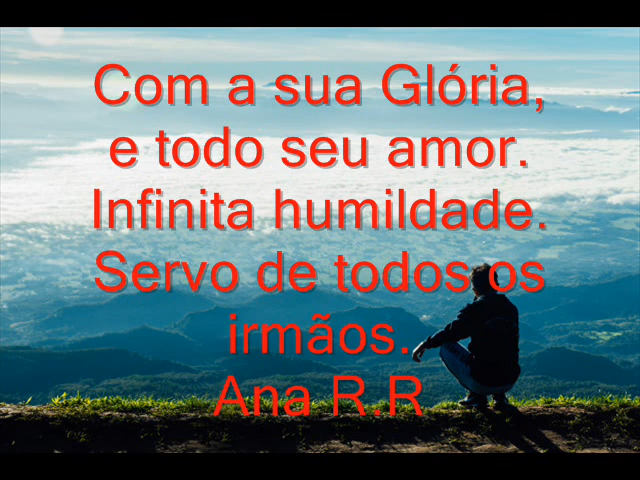 Com a sua Glória,
e todo seu amor.
Infinita humildade.
Servo de todos os
irmãos.
Ana R.R